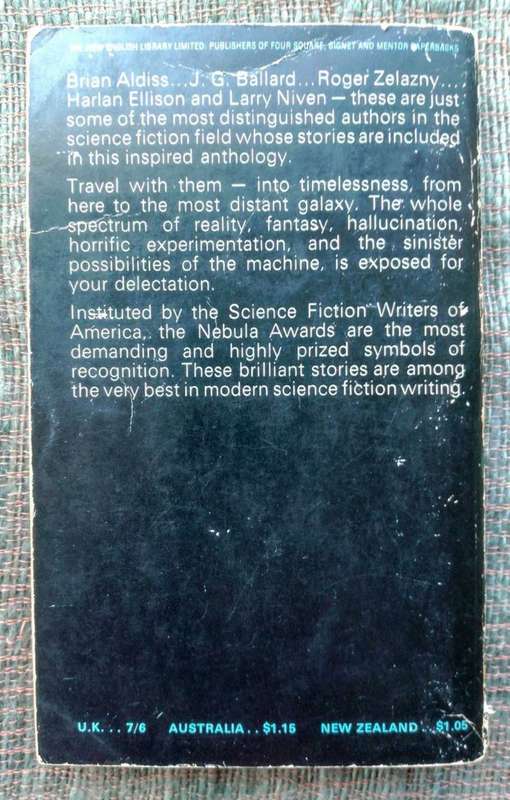 NEW ENGLISH LIBRARY LIMITED: PUBLISHERS OF FOUR SQUARE, SIGNET AND MENTOR PAPERBACKS
Brian Aldiss...J. G. Ballard...Roger Zelazny....
Harlan Ellison and Larry Niven — these are just
some of the most distinguished authors in the
science fiction field whose stories are included
in this inspired anthology.
Travel with them — into timelessness, from
here to the most distant galaxy. The whole
spectrum of reality, fantasy, hallucination,
horrific experimentation, and the sinister
possibilities of the machine, is exposed for
your delectation.
Instituted by the Science Fiction Writers of
America, the Nebula Awards are the most
demanding and highly prized symbols of
recognition. These brilliant stories are among
the very best in modern science fiction writing.
U.K. . . 7/6 AUSTRALIA . . $1.15 NEW ZEALAND . . $1.05